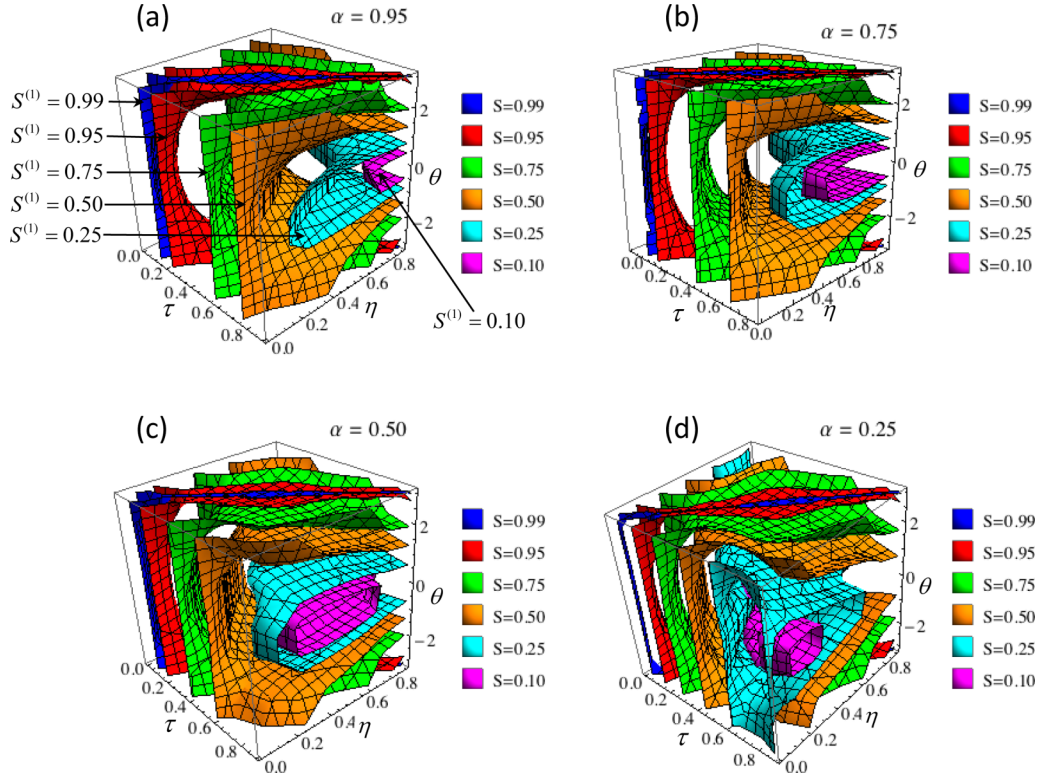 (a)
α = 0.95
S⁽¹⁾ = 0.99
S⁽¹⁾ = 0.95
S⁽¹⁾ = 0.75
S⁽¹⁾ = 0.50
S⁽¹⁾ = 0.25
S⁽¹⁾ = 0.10
2
0
−2
θ
0.0
0.2
0.4
0.6
0.8
τ
0.0
0.2
0.4
0.6
0.8
η
S=0.99
S=0.95
S=0.75
S=0.50
S=0.25
S=0.10
(b)
α = 0.75
2
0
−2
θ
0.0
0.2
0.4
0.6
0.8
τ
0.0
0.2
0.4
0.6
0.8
η
S=0.99
S=0.95
S=0.75
S=0.50
S=0.25
S=0.10
(c)
α = 0.50
2
0
−2
θ
0.0
0.2
0.4
0.6
0.8
τ
0.0
0.2
0.4
0.6
0.8
η
S=0.99
S=0.95
S=0.75
S=0.50
S=0.25
S=0.10
(d)
α = 0.25
2
0
−2
θ
0.0
0.2
0.4
0.6
0.8
τ
0.0
0.2
0.4
0.6
0.8
η
S=0.99
S=0.95
S=0.75
S=0.50
S=0.25
S=0.10